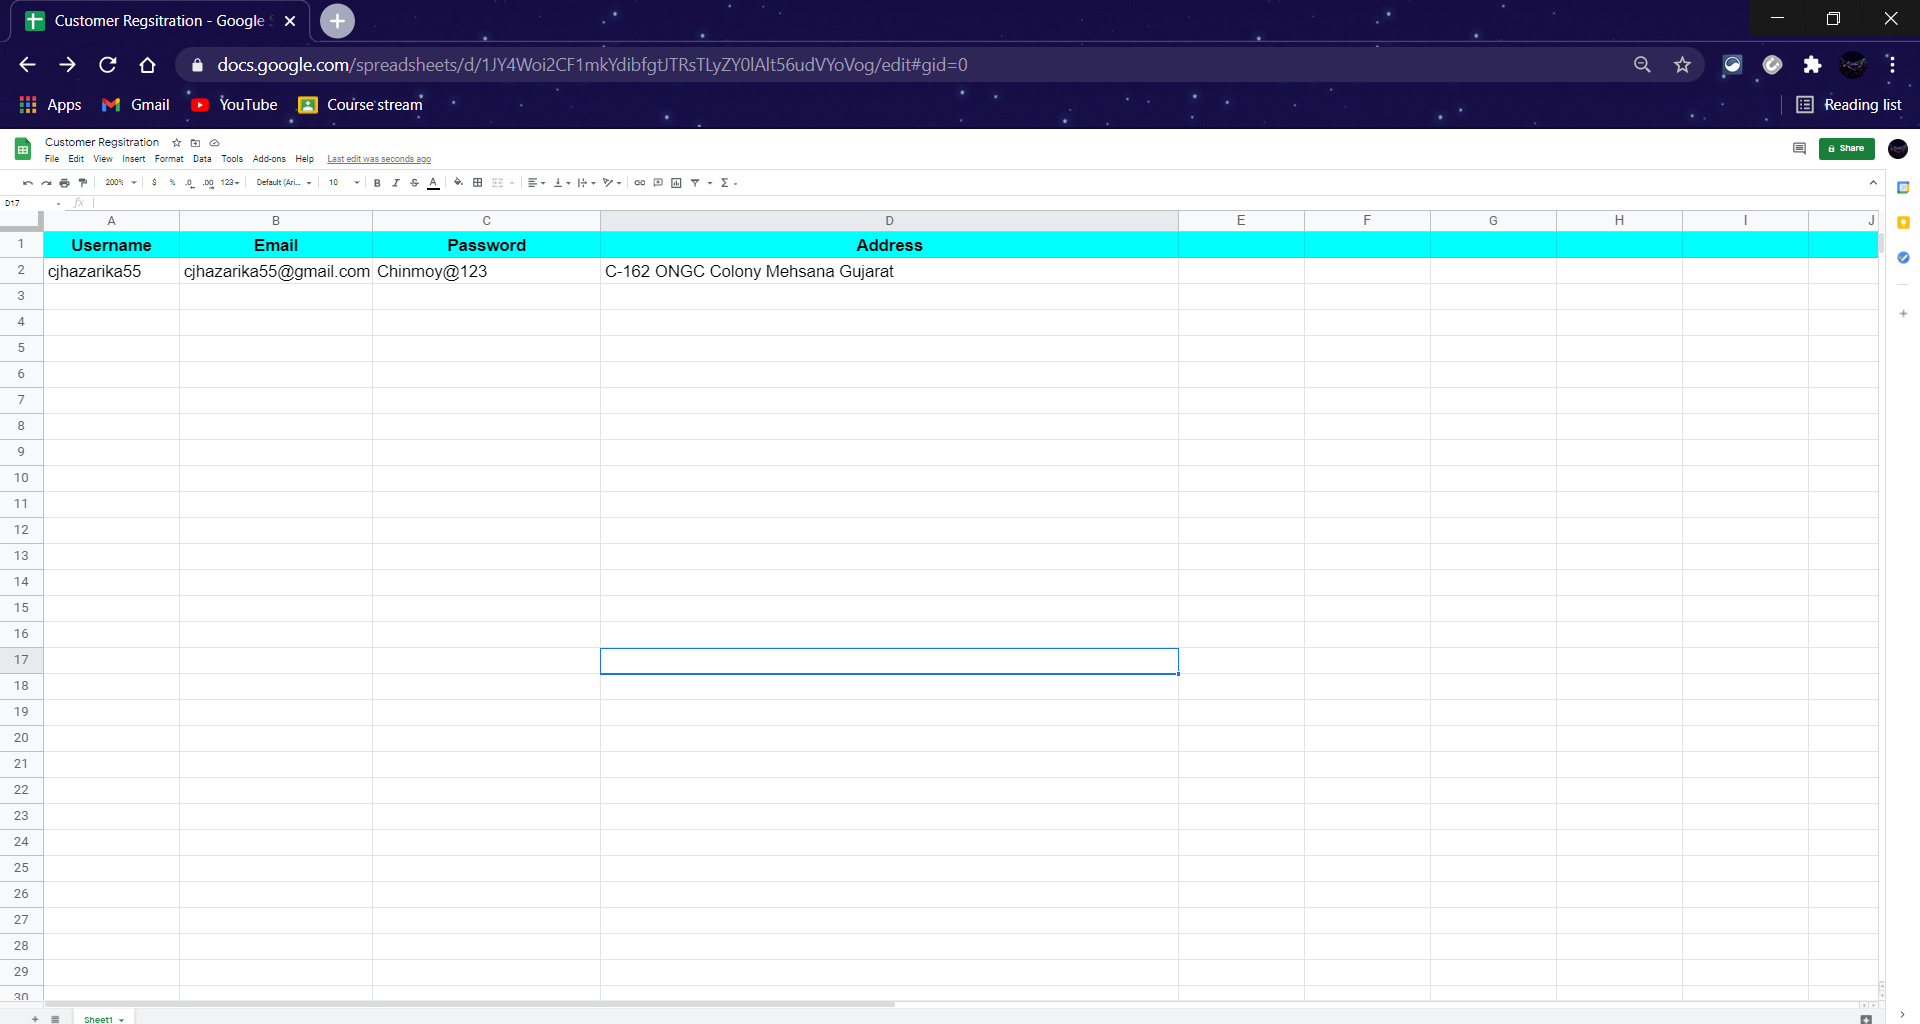 Customer Regsitration - Google S
docs.google.com/spreadsheets/d/1JY4Woi2CF1mkYdibfgtJTRsTLyZY0lAlt56udVYoVog/edit#gid=0
Apps Gmail YouTube Course stream Reading list
Customer Regsitration
File Edit View Insert Format Data Tools Add-ons Help Last edit was seconds ago
Share
200% $ % .0 .00 123 Default (Ari... 10 B I S A Σ
D17 fx
A B C D E F G H I J
1 Username Email Password Address
2 cjhazarika55 cjhazarika55@gmail.com Chinmoy@123 C-162 ONGC Colony Mehsana Gujarat
3
4
5
6
7
8
9
10
11
12
13
14
15
16
17
18
19
20
21
22
23
24
25
26
27
28
29
30
Sheet1